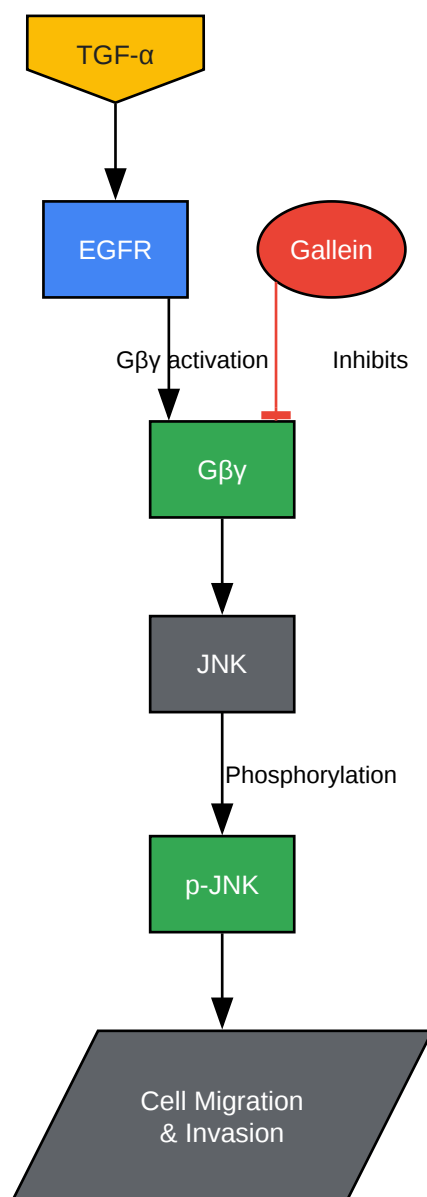 TGF-α
EGFR
Gallein
Gβγ activation
Inhibits
Gβγ
JNK
Phosphorylation
p-JNK
Cell Migration
& Invasion